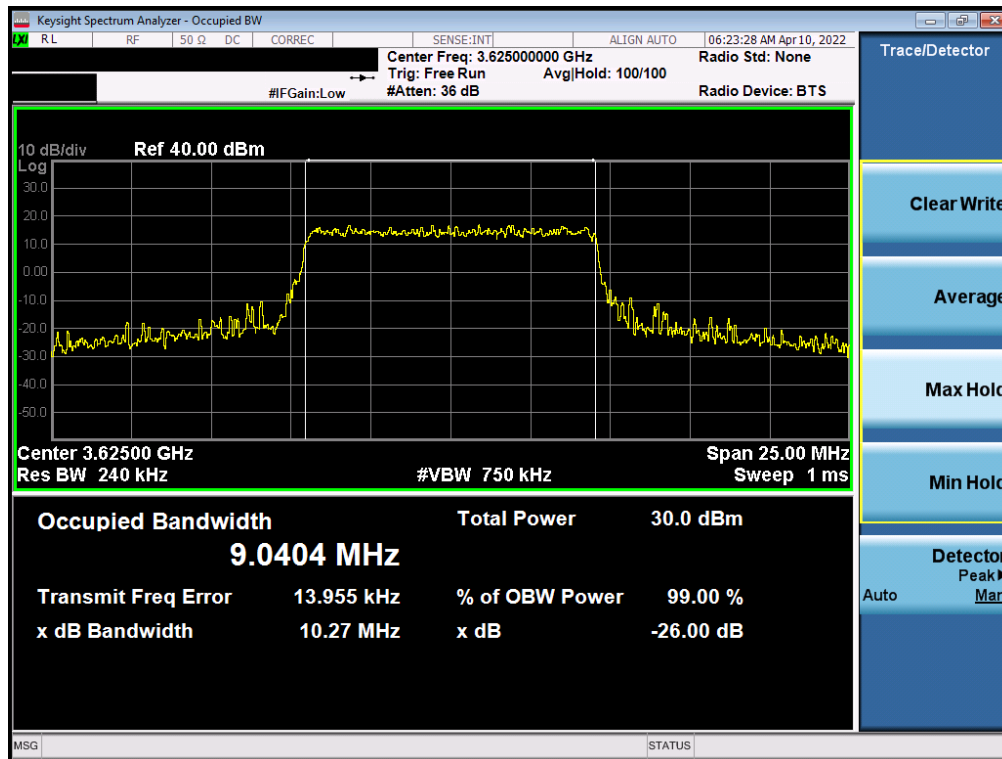 Keysight Spectrum Analyzer - Occupied BW
LXI RL RF 50 Ω DC CORREC SENSE:INT ALIGN AUTO 06:23:28 AM Apr 10, 2022
Center Freq: 3.625000000 GHz Radio Std: None
Trig: Free Run Avg|Hold: 100/100
#IFGain:Low #Atten: 36 dB Radio Device: BTS
Trace/Detector
10 dB/div Ref 40.00 dBm
Log
30.0
20.0
10.0
0.00
-10.0
-20.0
-30.0
-40.0
-50.0
Center 3.62500 GHz Span 25.00 MHz
Res BW 240 kHz #VBW 750 kHz Sweep 1 ms
Occupied Bandwidth Total Power 30.0 dBm
9.0404 MHz
Transmit Freq Error 13.955 kHz % of OBW Power 99.00 %
x dB Bandwidth 10.27 MHz x dB -26.00 dB
Clear Write
Average
Max Hold
Min Hold
Detector
Peak
Auto Man
MSG STATUS